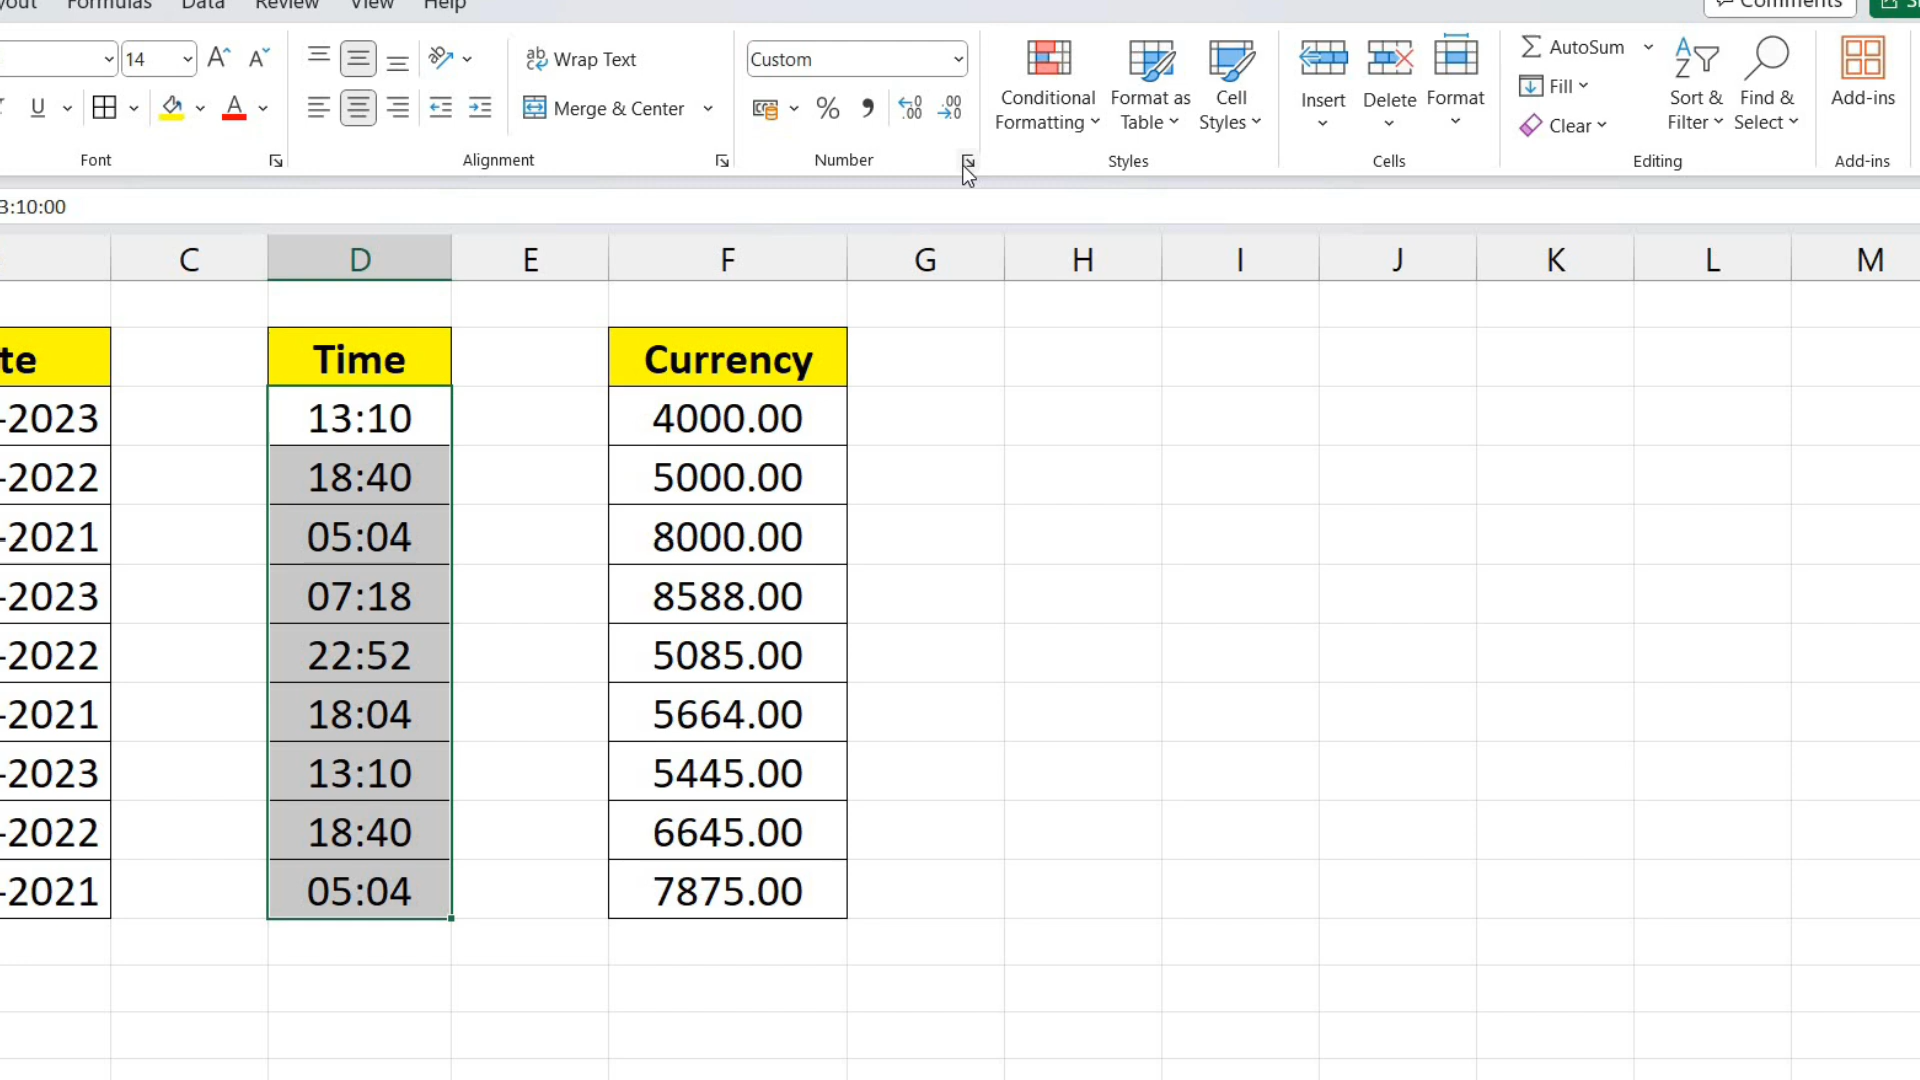 Formulas Data Review View Help Comments
14 Wrap Text Custom AutoSum
Merge & Center Conditional Formatting Format as Table Cell Styles Insert Delete Format Fill Clear Sort & Filter Find & Select Add-ins
Font Alignment Number Styles Cells Editing Add-ins
3:10:00
C D E F G H I J K L M
te Time Currency
-2023 13:10 4000.00
-2022 18:40 5000.00
-2021 05:04 8000.00
-2023 07:18 8588.00
-2022 22:52 5085.00
-2021 18:04 5664.00
-2023 13:10 5445.00
-2022 18:40 6645.00
-2021 05:04 7875.00